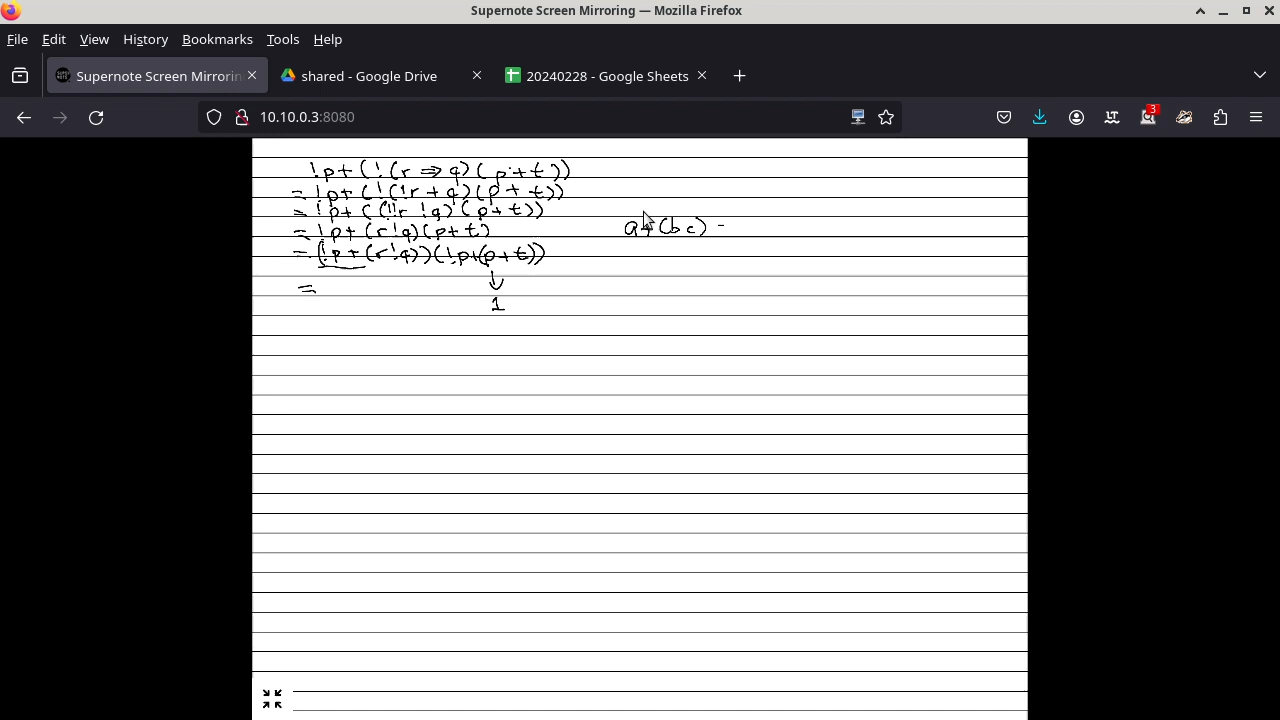 Supernote Screen Mirroring — Mozilla Firefox
File Edit View History Bookmarks Tools Help
Supernote Screen Mirrorin
shared - Google Drive
20240228 - Google Sheets
10.10.0.3:8080
3
!p+(!(r⇒q)(p+t))
=!p+(!(!r+q)(p+t))
=!p+((!!r!q)(p+t))
=!p+(r!q)(p+t)
a+(bc) -
=(!p+(r!q))(!p+(p+t))
↓
=
1